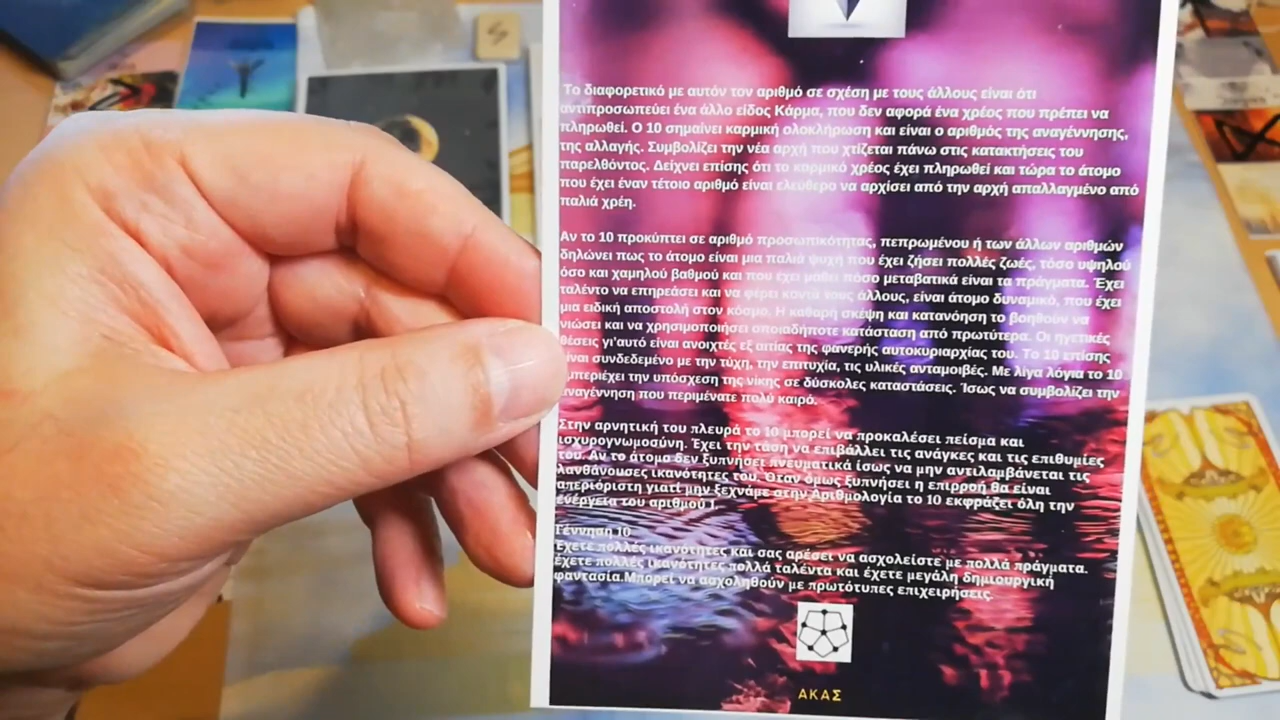 Το διαφορετικό με αυτόν τον αριθμό σε σχέση με τους άλλους είναι ότι
αντιπροσωπεύει ένα άλλο είδος Κάρμα, που δεν αφορά ένα χρέος που πρέπει να
πληρωθεί. Ο 10 σημαίνει καρμική ολοκλήρωση και είναι ο αριθμός της αναγέννησης,
της αλλαγής. Συμβολίζει την νέα αρχή που χτίζεται πάνω στις κατακτήσεις του
παρελθόντος. Δείχνει επίσης ότι το καρμικό χρέος έχει πληρωθεί και τώρα το άτομο
που έχει έναν τέτοιο αριθμό είναι ελεύθερο να αρχίσει από την αρχή απαλλαγμένο από
παλιά χρέη.
Αν το 10 προκύπτει σε αριθμό προσωπικότητας, πεπρωμένου ή των άλλων αριθμών
δηλώνει πως το άτομο είναι μια παλιά ψυχή που έχει ζήσει πολλές ζωές, τόσο υψηλού
όσο και χαμηλού βαθμού και που έχει μάθει πόσο μεταβατικά είναι τα πράγματα. Έχει
ταλέντο να επηρεάσει και να φέρει κοντά τους άλλους, είναι άτομο δυναμικό, που έχει
μια ειδική αποστολή στον κόσμο. Η καθαρή σκέψη και κατανόηση το βοηθούν να
νιώσει και να χρησιμοποιήσει οποιαδήποτε κατάσταση από πρωτύτερα. Οι ηγετικές
θέσεις γι'αυτό είναι ανοιχτές εξ αιτίας της φανερής αυτοκυριαρχίας του. Το 10 επίσης
είναι συνδεδεμένο με την τύχη, την επιτυχία, τις υλικές ανταμοιβές. Με λίγα λόγια το 10
εμπεριέχει την υπόσχεση της νίκης σε δύσκολες καταστάσεις. Ίσως να συμβολίζει την
αναγέννηση που περιμένατε πολύ καιρό.
Στην αρνητική του πλευρά το 10 μπορεί να προκαλέσει πείσμα και
ισχυρογνωμοσύνη. Έχει την τάση να επιβάλλει τις ανάγκες και τις επιθυμίες
του. Αν το άτομο δεν ξυπνήσει πνευματικά ίσως να μην αντιλαμβάνεται τις
λανθάνουσες ικανότητες του. Όταν όμως ξυπνήσει η επιρροή θα είναι
απεριόριστη γιατί μην ξεχνάμε στην Αριθμολογία το 10 εκφράζει όλη την
ενέργεια του αριθμού 1.
Γέννηση 10
Έχετε πολλές ικανότητες και σας αρέσει να ασχολείστε με πολλά πράγματα.
έχετε πολλές ικανότητες πολλά ταλέντα και έχετε μεγάλη δημιουργική
φαντασία.Μπορεί να ασχοληθούν με πρωτότυπες επιχειρήσεις.
ΑΚΑΣ